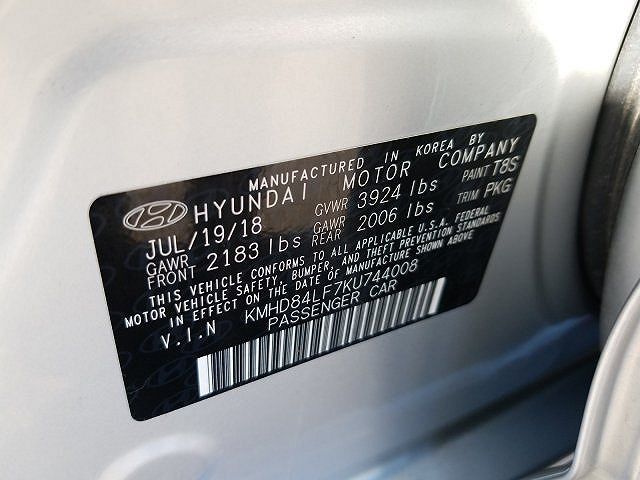 MANUFACTURED IN KOREA BY
HYUNDAI MOTOR COMPANY
JUL/19/18 GVWR 3924 lbs PAINT T8S
GAWR FRONT 2183 lbs GAWR REAR 2006 lbs TRIM PKG
THIS VEHICLE CONFORMS TO ALL APPLICABLE U.S.A. FEDERAL
MOTOR VEHICLE SAFETY, BUMPER, AND THEFT PREVENTION STANDARDS
IN EFFECT ON THE DATE OF MANUFACTURE SHOWN ABOVE
V.I.N KMHD84LF7KU744008
PASSENGER CAR